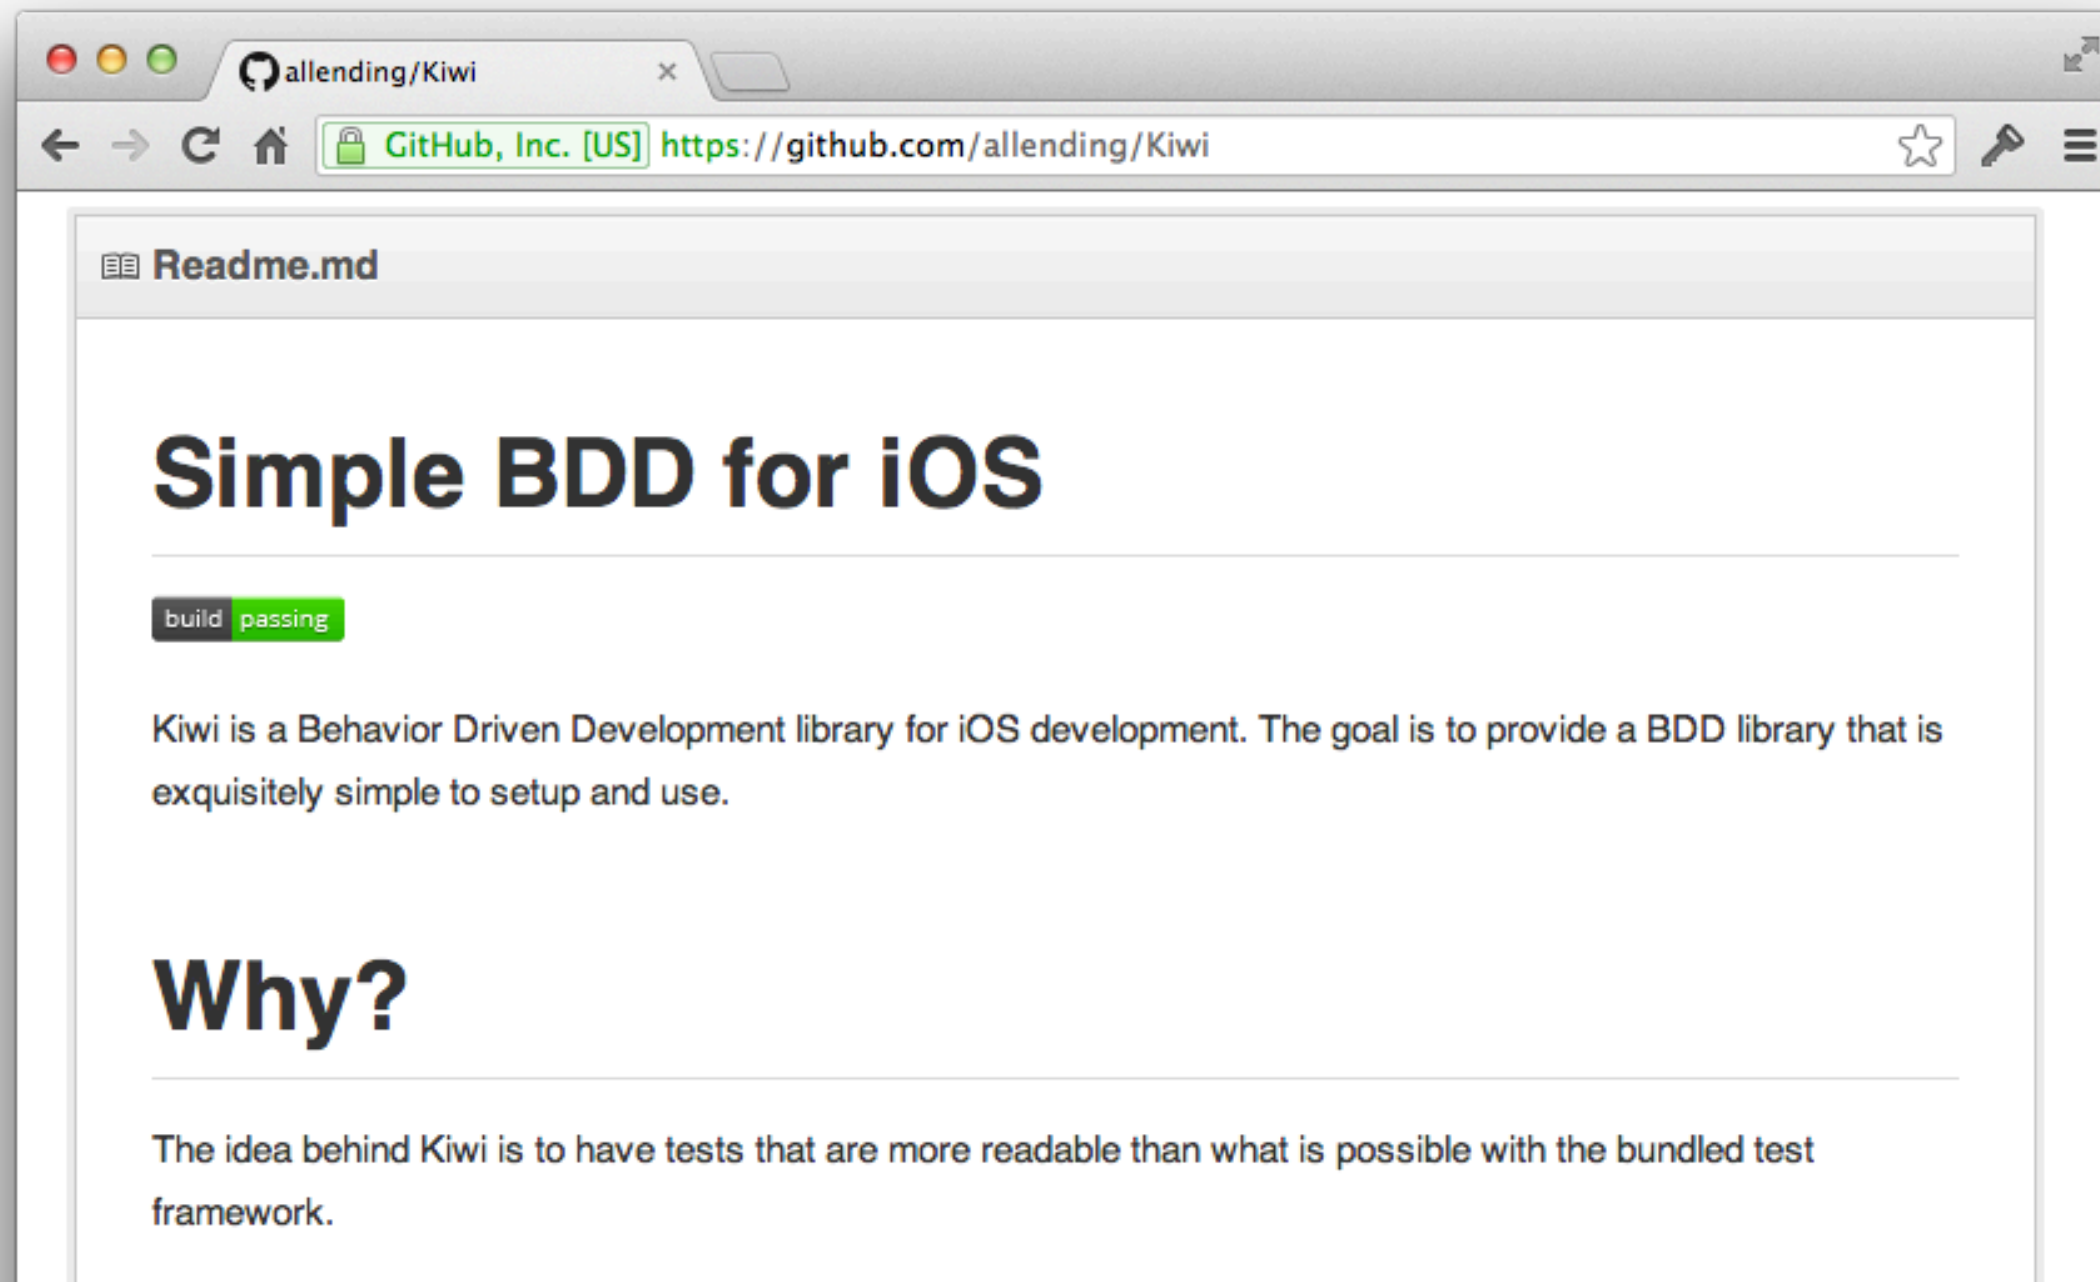 allending/Kiwi
GitHub, Inc. [US] https://github.com/allending/Kiwi
Readme.md
Simple BDD for iOS
build passing
Kiwi is a Behavior Driven Development library for iOS development. The goal is to provide a BDD library that is
exquisitely simple to setup and use.
Why?
The idea behind Kiwi is to have tests that are more readable than what is possible with the bundled test
framework.